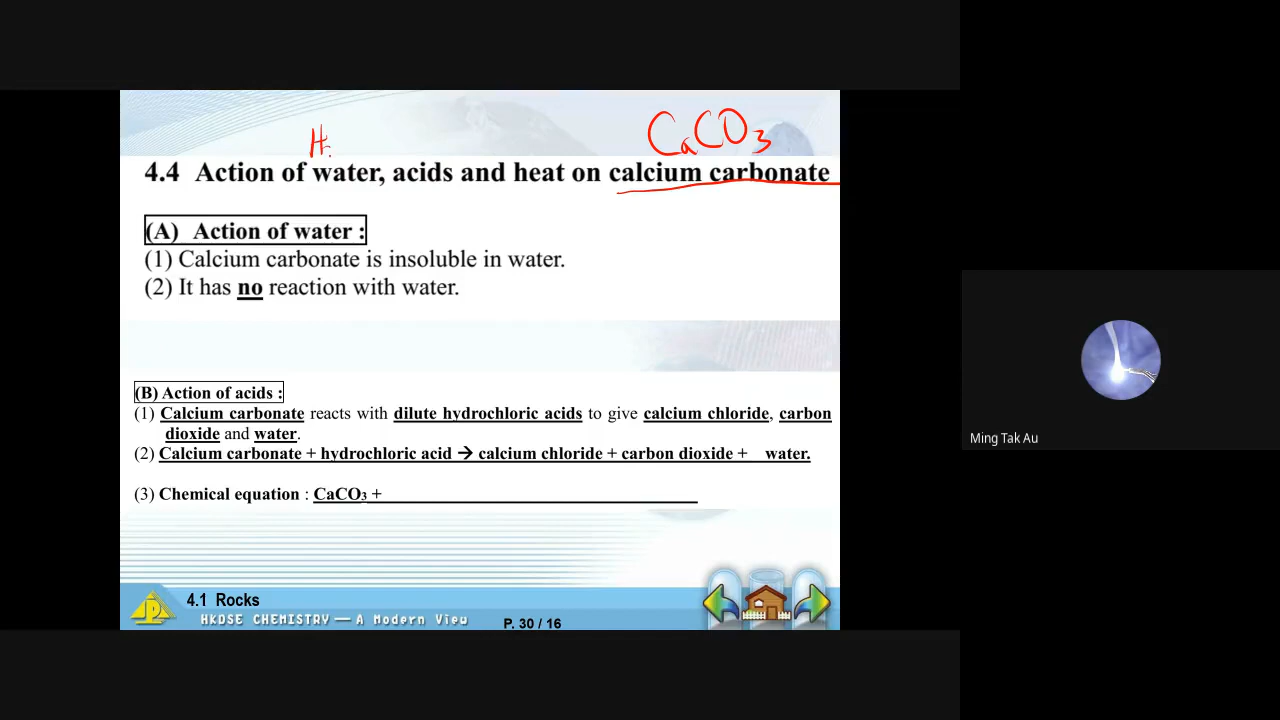 H
CaCO3
4.4 Action of water, acids and heat on calcium carbonate
(A) Action of water :
(1) Calcium carbonate is insoluble in water.
(2) It has no reaction with water.
(B) Action of acids :
(1) Calcium carbonate reacts with dilute hydrochloric acids to give calcium chloride, carbon
dioxide and water.
(2) Calcium carbonate + hydrochloric acid → calcium chloride + carbon dioxide + water.
(3) Chemical equation : CaCO3 +
4.1 Rocks
HKDSE CHEMISTRY — A Modern View
P. 30 / 16
Ming Tak Au